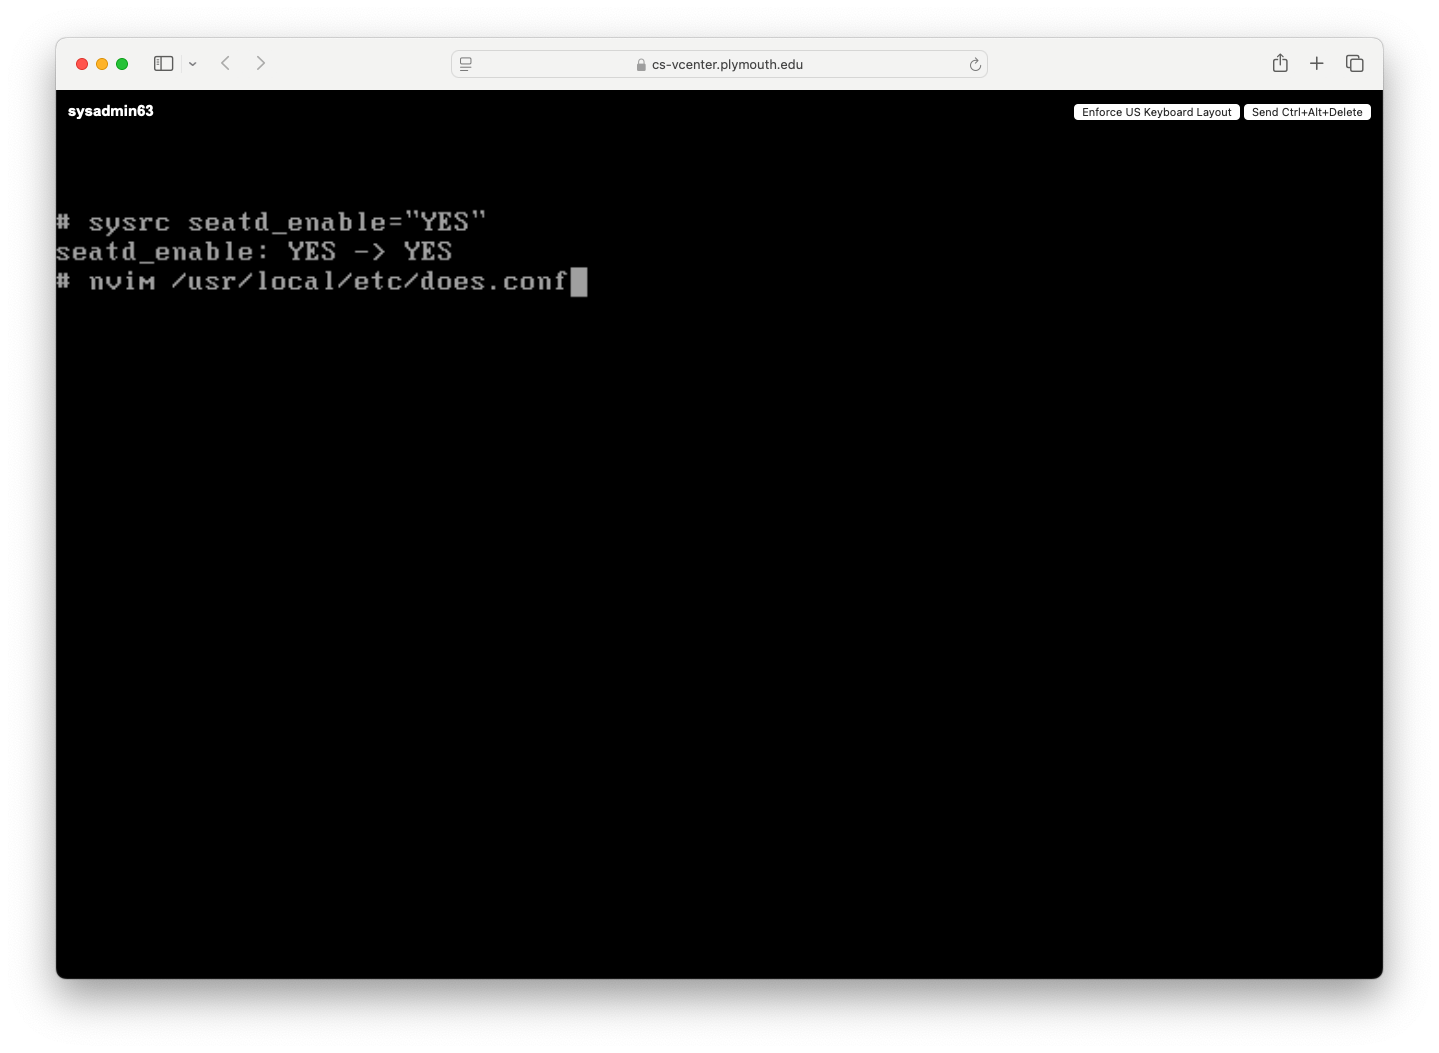 cs-vcenter.plymouth.edu
sysadmin63
Enforce US Keyboard Layout
Send Ctrl+Alt+Delete
# sysrc seatd_enable="YES"
seatd_enable: YES -> YES
# nvim /usr/local/etc/does.conf